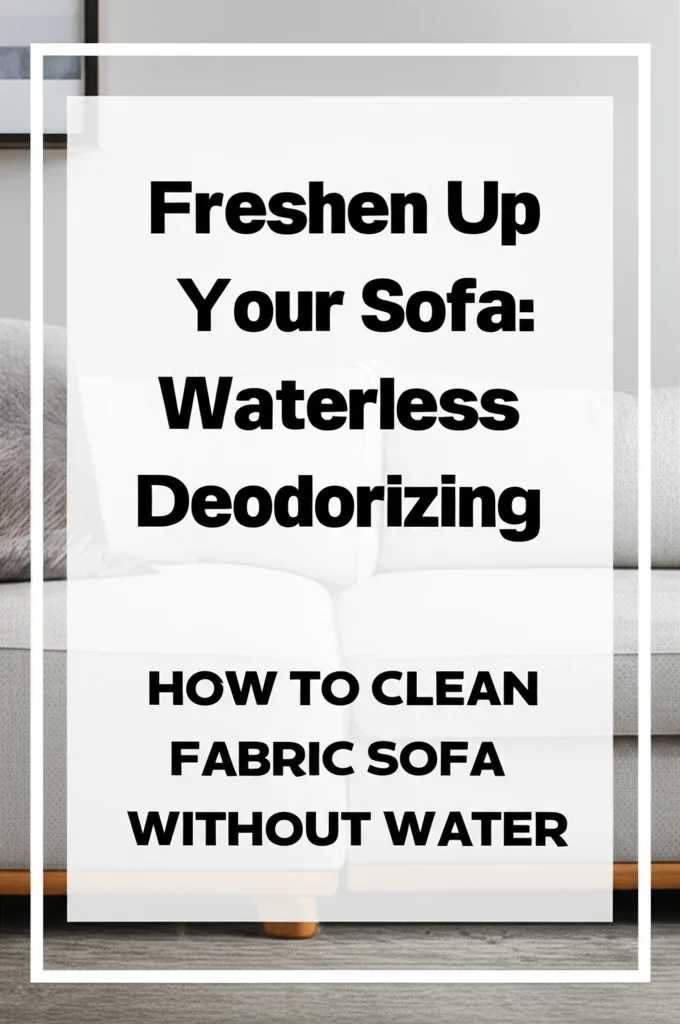 Freshen Up
Your Sofa:
Waterless
Deodorizing
HOW TO CLEAN
FABRIC SOFA
WITHOUT WATER